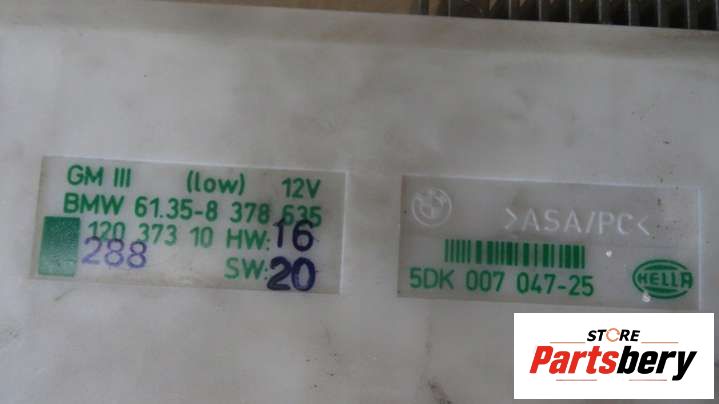 GM III (low) 12V
BMW 61.35-8 378 635
120 373 10 HW: 16
288 SW: 20
BMW
>ASA/PC<
5DK 007 047-25
HELLA
STORE
Partsbery